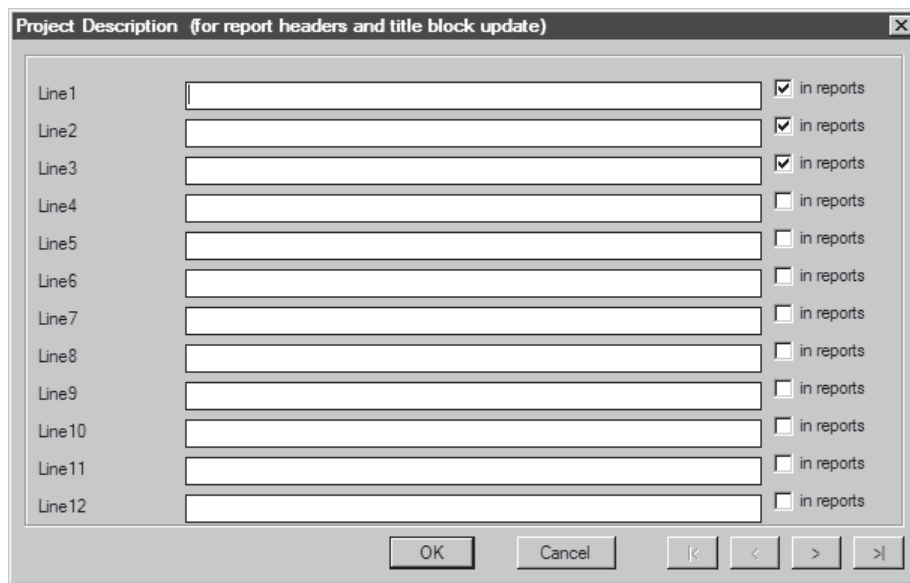 Project Description (for report headers and title block update)
Line1 in reports
Line2 in reports
Line3 in reports
Line4 in reports
Line5 in reports
Line6 in reports
Line7 in reports
Line8 in reports
Line9 in reports
Line10 in reports
Line11 in reports
Line12 in reports
OK Cancel |< < > >|